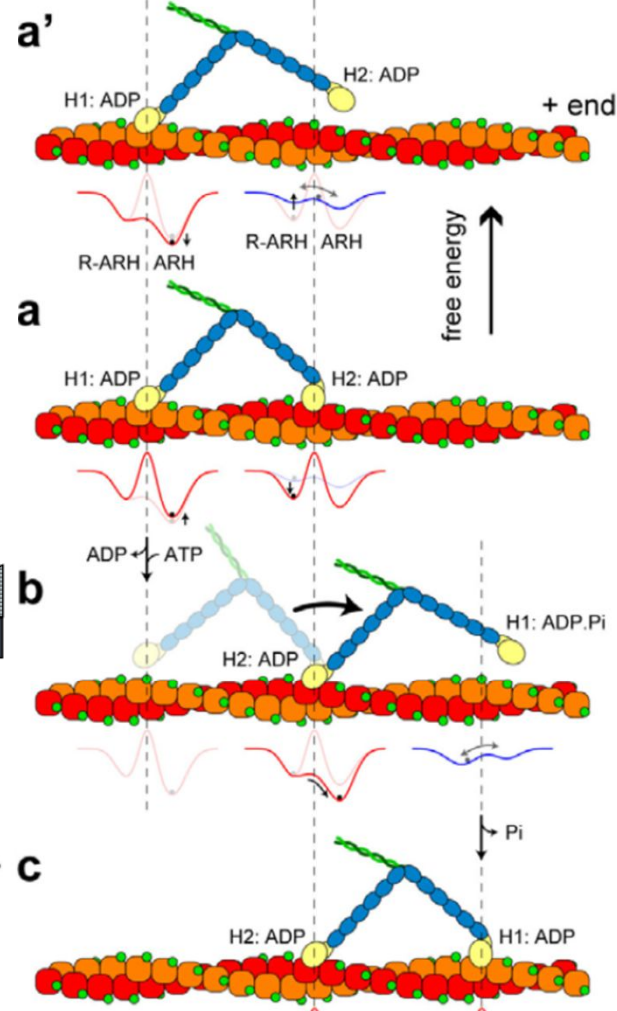 a’
H1: ADP
H2: ADP
+ end
R-ARH ARH
R-ARH ARH
free energy
a
H1: ADP
H2: ADP
ADP ATP
b
H2: ADP
H1: ADP.Pi
Pi
c
H2: ADP
H1: ADP